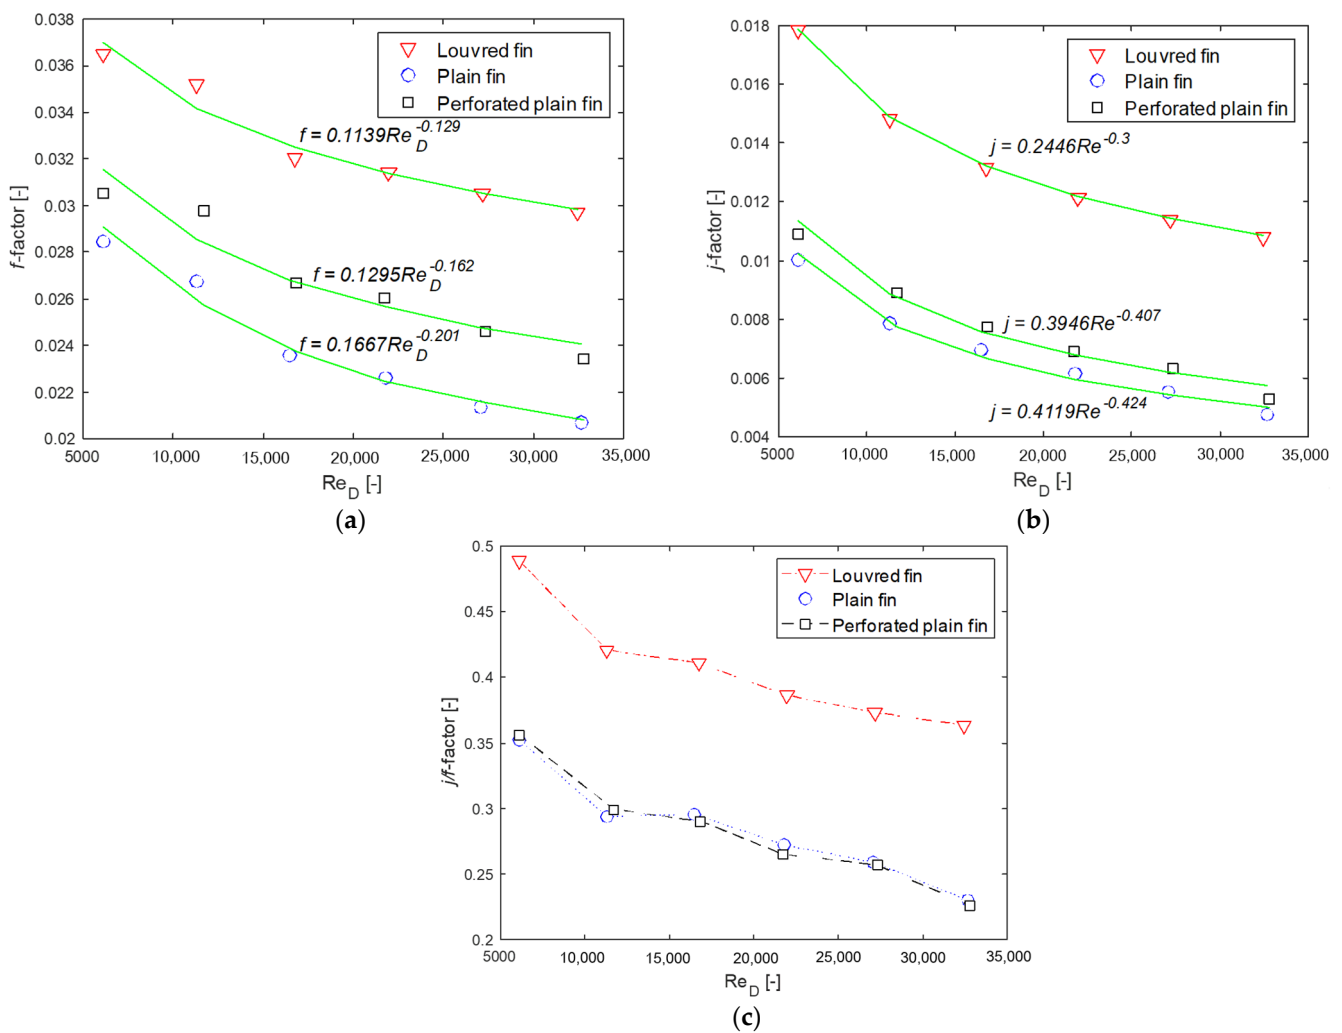 0.038
0.036
0.034
0.032
0.03
0.028
0.026
0.024
0.022
0.02
f-factor [-]
Louvred fin
Plain fin
Perforated plain fin
f = 0.1139Re_D^-0.129
f = 0.1295Re_D^-0.162
f = 0.1667Re_D^-0.201
5000 10,000 15,000 20,000 25,000 30,000 35,000
Re_D [-]
(a)
0.018
0.016
0.014
0.012
0.01
0.008
0.006
0.004
j-factor [-]
Louvred fin
Plain fin
Perforated plain fin
j = 0.2446Re^-0.3
j = 0.3946Re^-0.407
j = 0.4119Re^-0.424
5000 10,000 15,000 20,000 25,000 30,000 35,000
Re_D [-]
(b)
0.5
0.45
0.4
0.35
0.3
0.25
0.2
j/f-factor [-]
Louvred fin
Plain fin
Perforated plain fin
5000 10,000 15,000 20,000 25,000 30,000 35,000
Re_D [-]
(c)